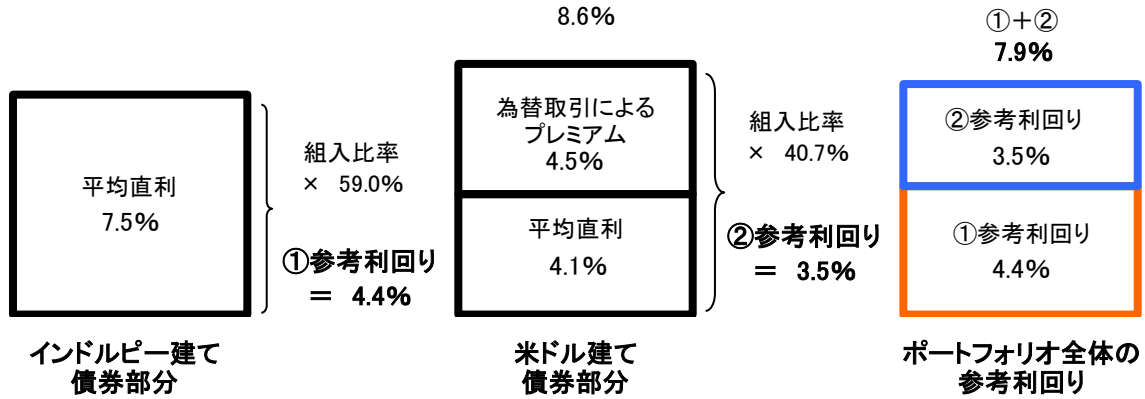 平均直利
7.5%
組入比率
× 59.0%
①参考利回り
＝ 4.4%
インドルピー建て
債券部分
8.6%
為替取引による
プレミアム
4.5%
平均直利
4.1%
組入比率
× 40.7%
②参考利回り
＝ 3.5%
米ドル建て
債券部分
①＋②
7.9%
②参考利回り
3.5%
①参考利回り
4.4%
ポートフォリオ全体の
参考利回り